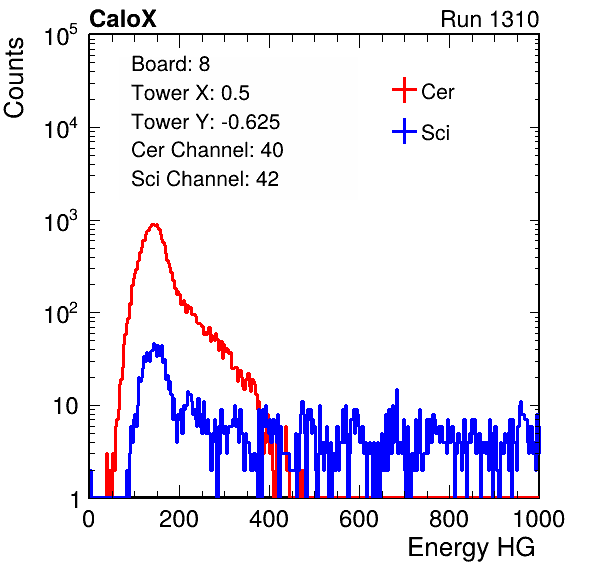 CaloX Run 1310
Counts
10^5
10^4
10^3
10^2
10
1
Board: 8
Tower X: 0.5
Tower Y: -0.625
Cer Channel: 40
Sci Channel: 42
Cer
Sci
0 200 400 600 800 1000
Energy HG